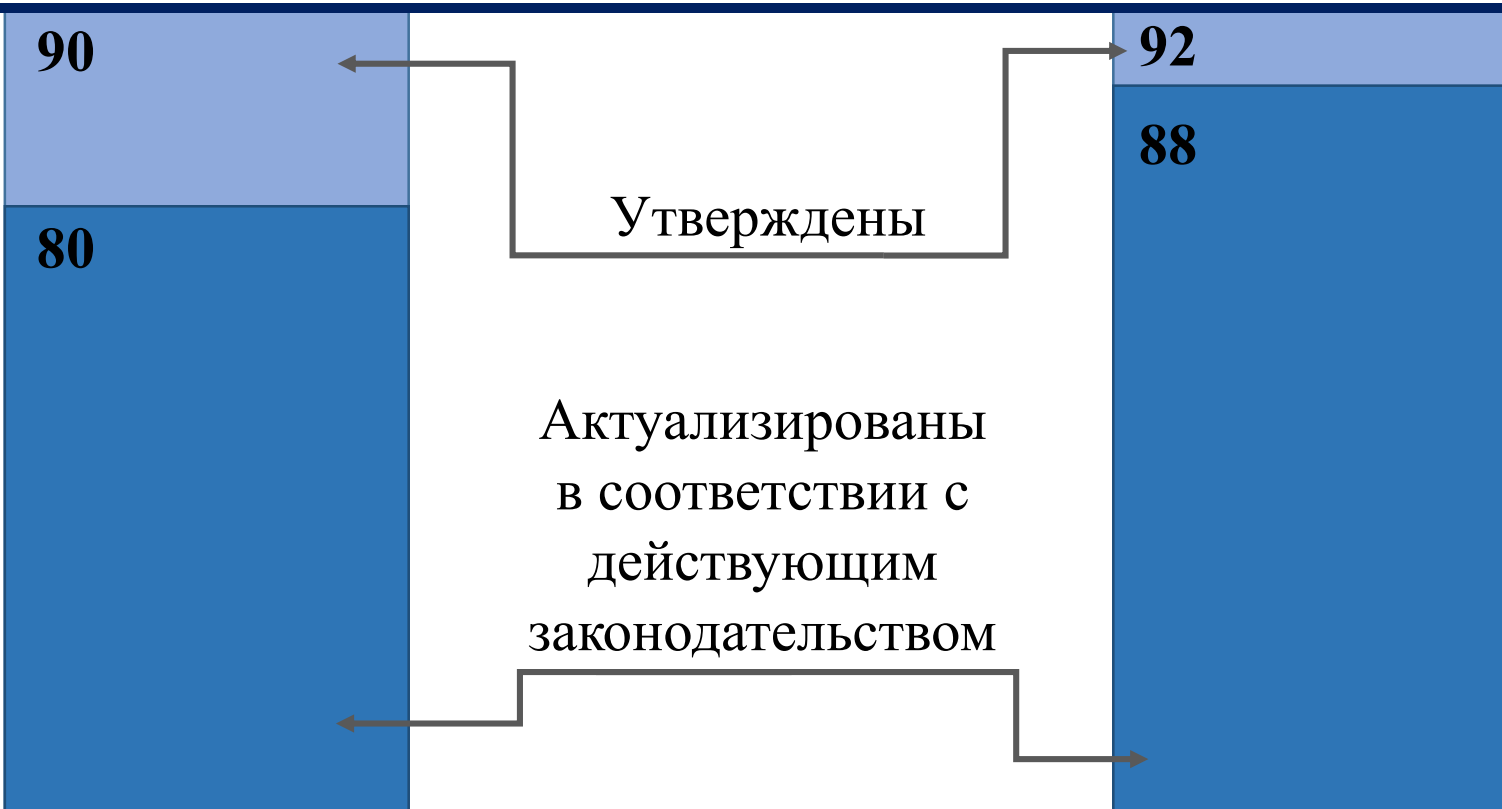 90
92
88
Утверждены
80
Актуализированы
в соответствии с
действующим
законодательством